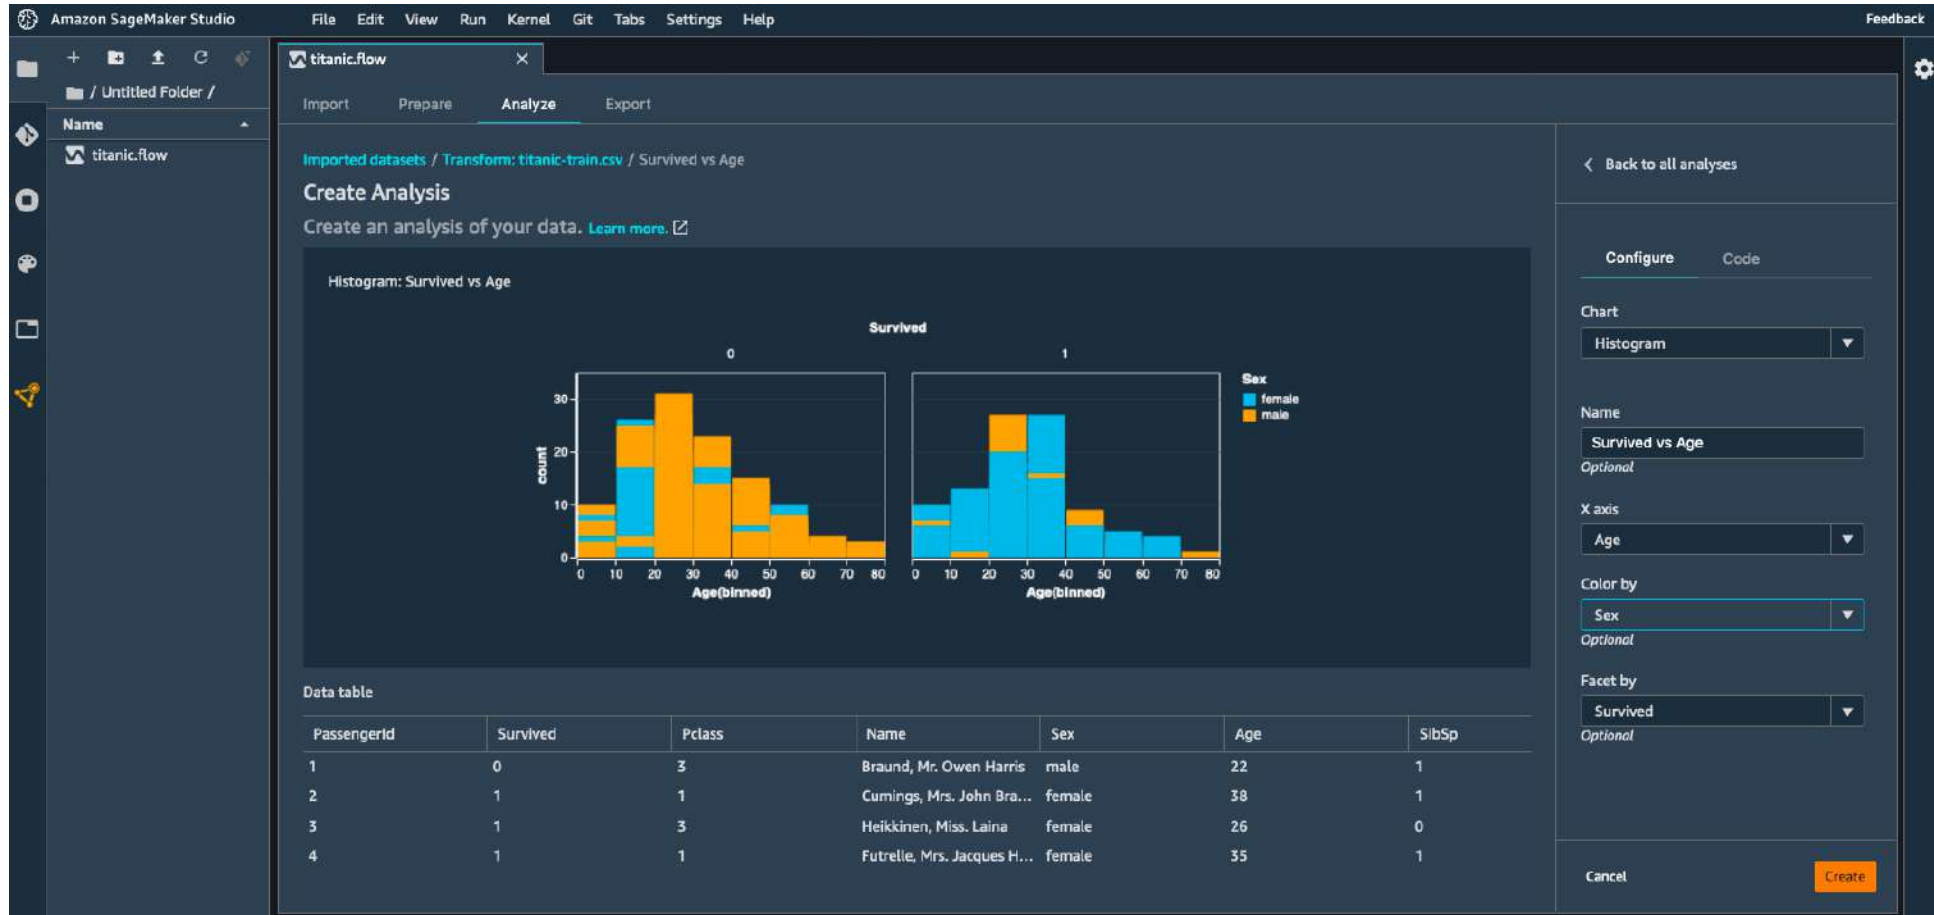 Amazon SageMaker Studio File Edit View Run Kernel Git Tabs Settings Help Feedback
/ Untitled Folder /
Name
titanic.flow
titanic.flow
Import Prepare Analyze Export
Imported datasets / Transform: titanic-train.csv / Survived vs Age
Create Analysis
Create an analysis of your data. Learn more.
Histogram: Survived vs Age
Survived
0 1
30
20
10
0
count
0 10 20 30 40 50 60 70 80
Age(binned)
0 10 20 30 40 50 60 70 80
Age(binned)
Sex
female
male
Data table
PassengerId Survived Pclass Name Sex Age SibSp
1 0 3 Braund, Mr. Owen Harris male 22 1
2 1 1 Cumings, Mrs. John Bra... female 38 1
3 1 3 Heikkinen, Miss. Laina female 26 0
4 1 1 Futrelle, Mrs. Jacques H... female 35 1
Back to all analyses
Configure Code
Chart
Histogram
Name
Survived vs Age
Optional
X axis
Age
Color by
Sex
Optional
Facet by
Survived
Optional
Cancel Create